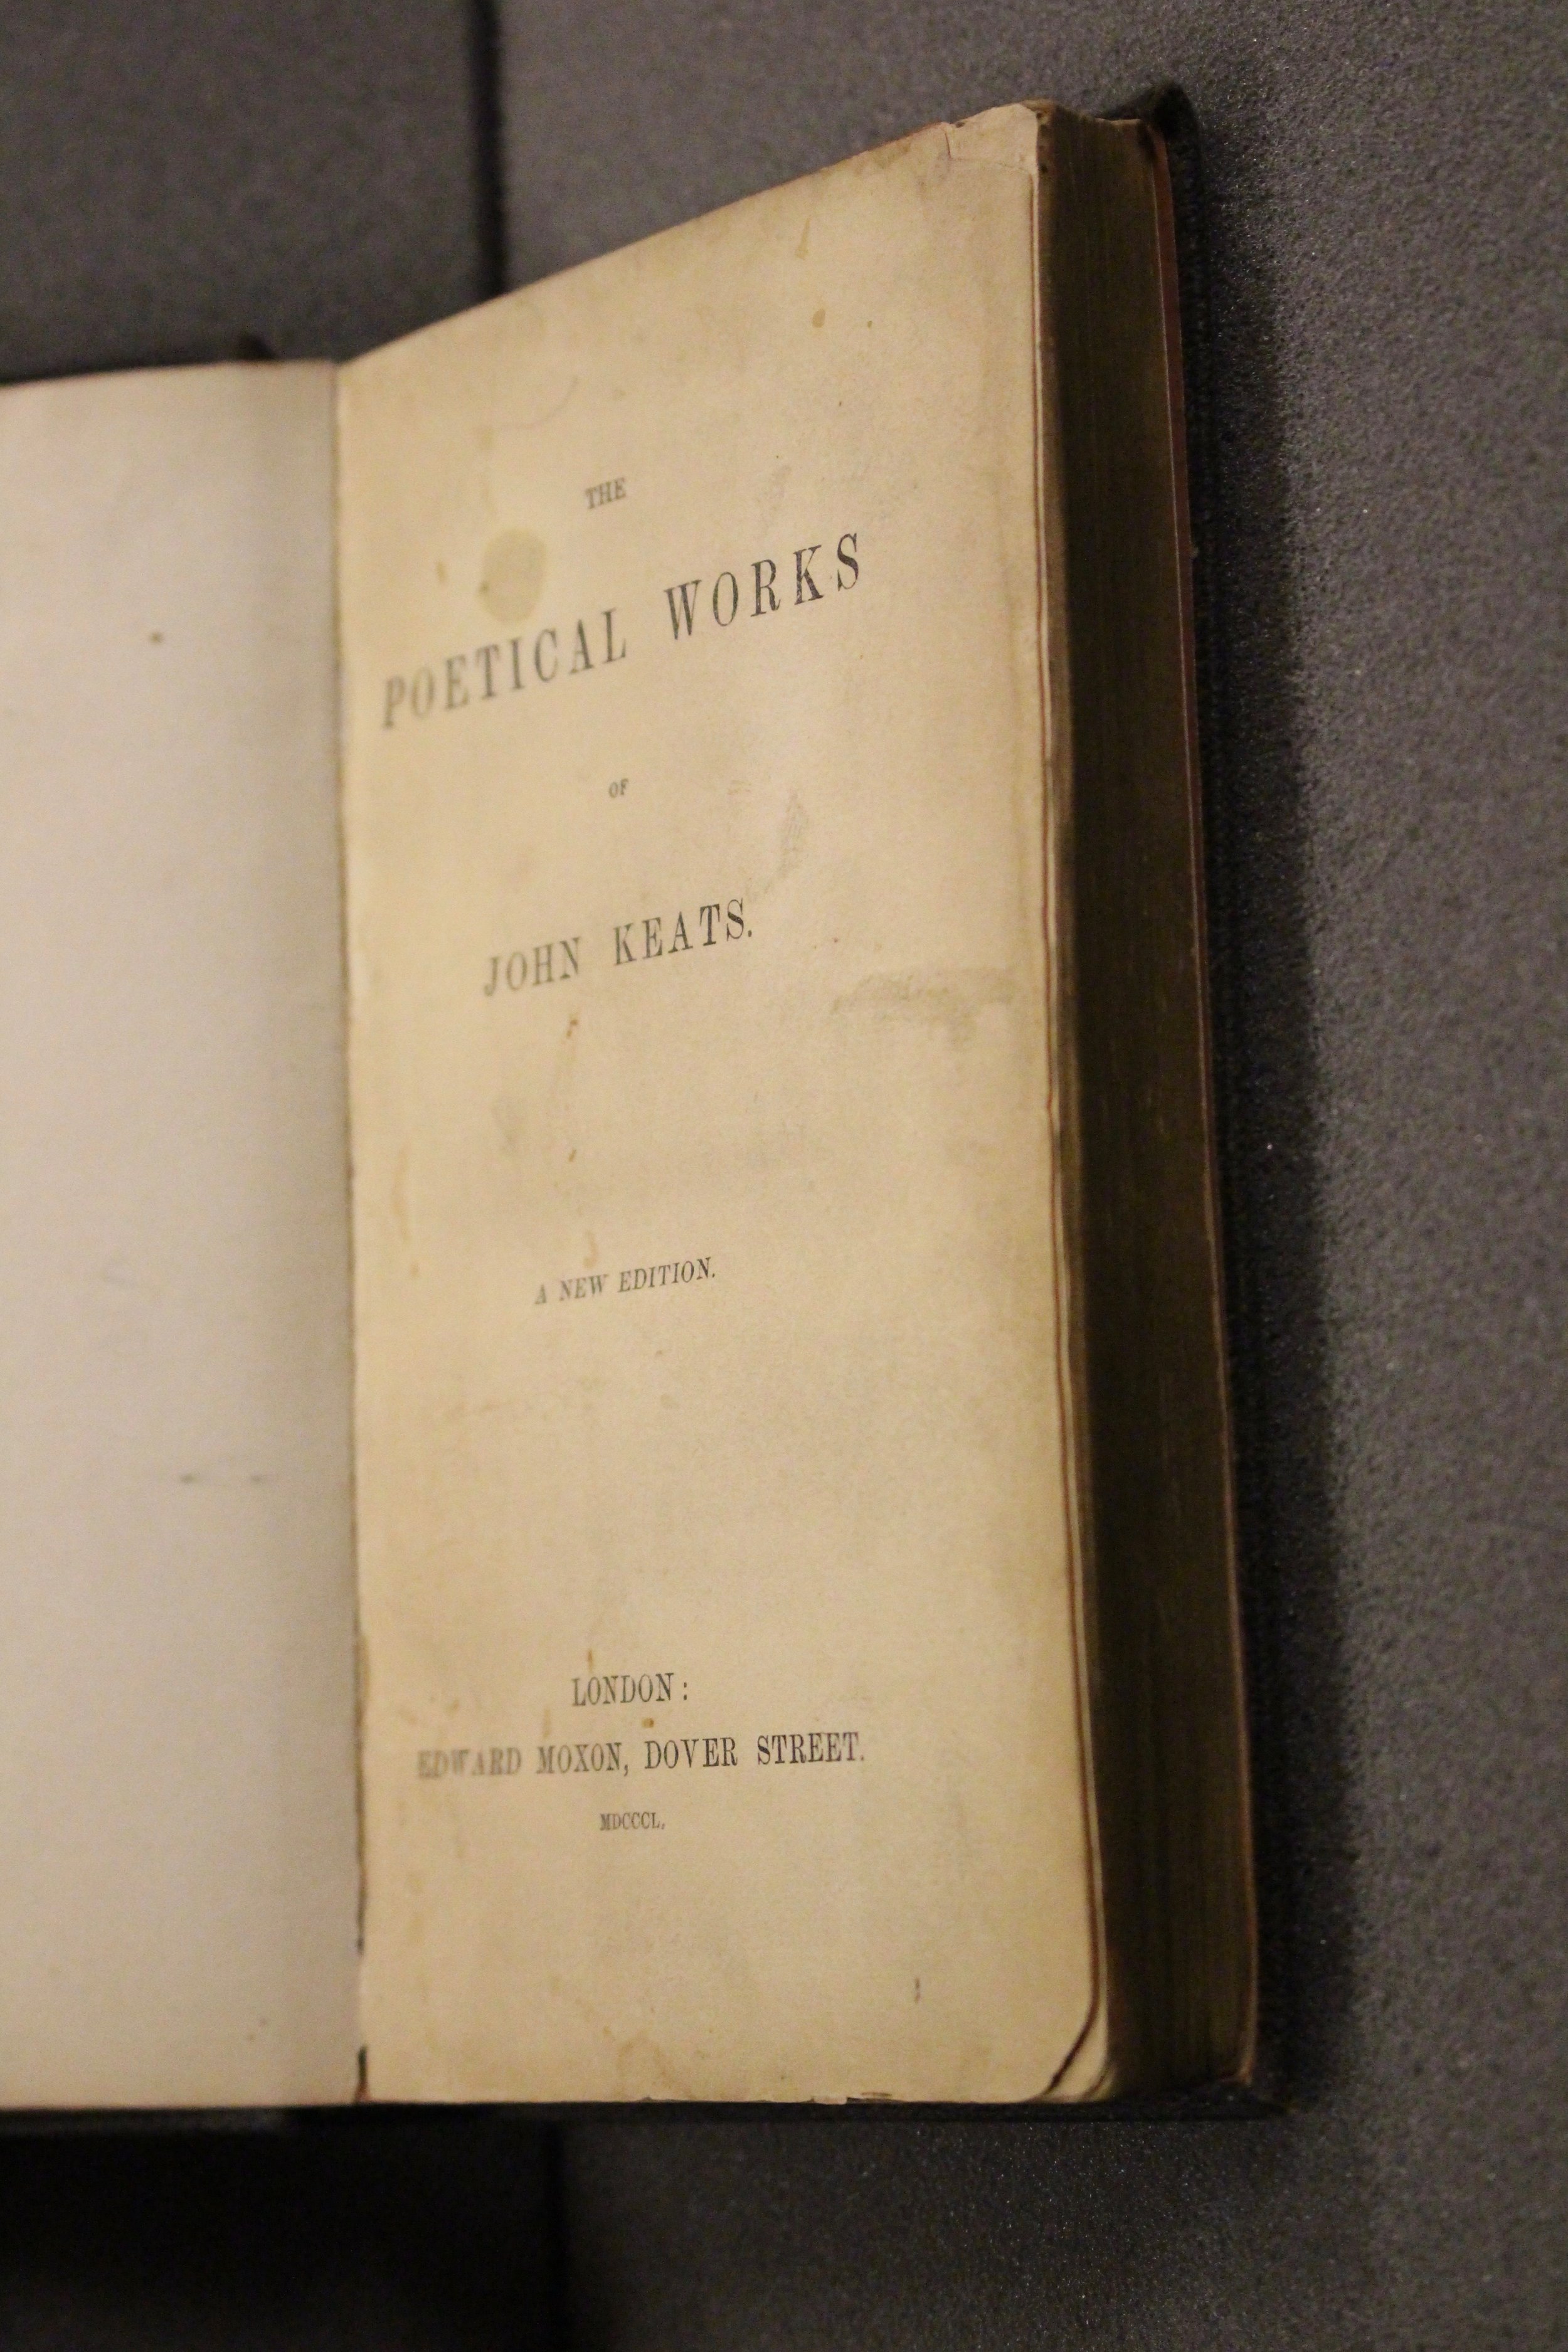 THE
POETICAL WORKS
OF
JOHN KEATS.
A NEW EDITION.
LONDON:
EDWARD MOXON, DOVER STREET.
MDCCCL.